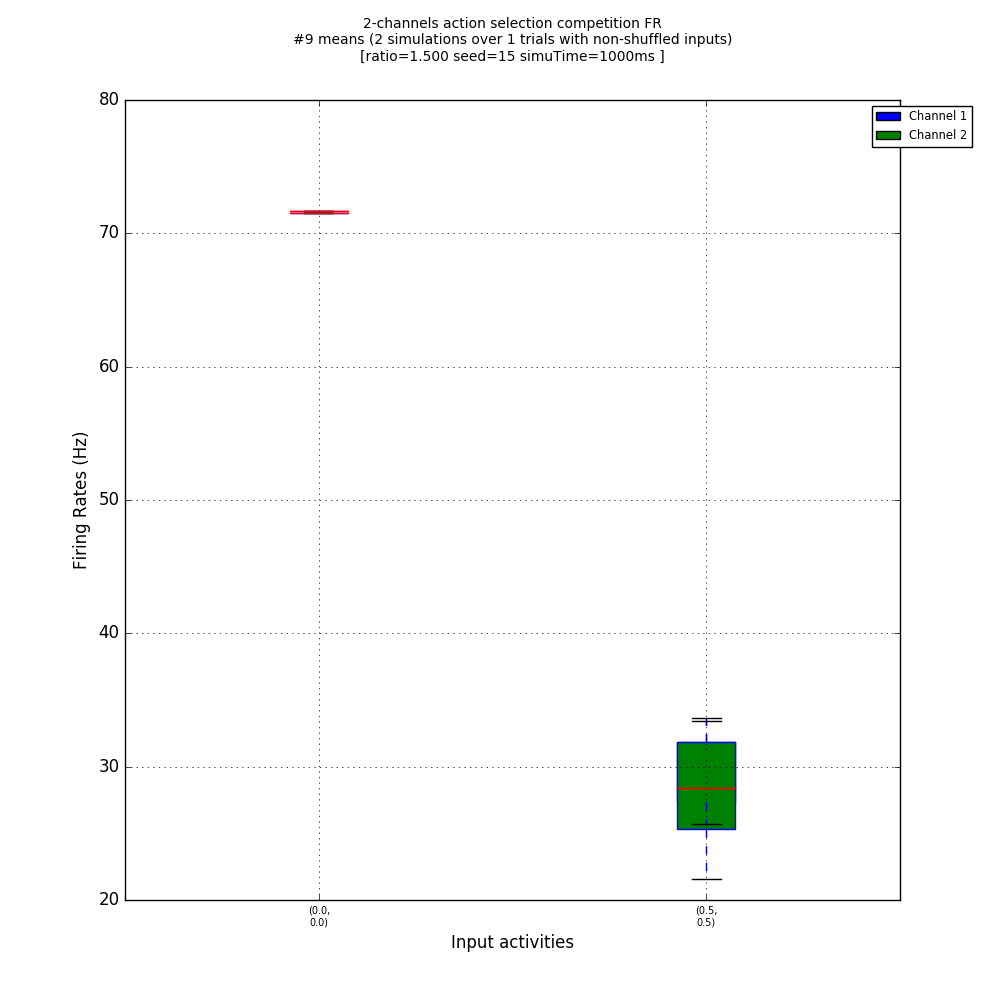 2-channels action selection competition FR
#9 means (2 simulations over 1 trials with non-shuffled inputs)
[ratio=1.500 seed=15 simuTime=1000ms ]
80
Channel 1
Channel 2
70
60
50
40
30
20
Firing Rates (Hz)
(0.0,
0.0)
(0.5,
0.5)
Input activities